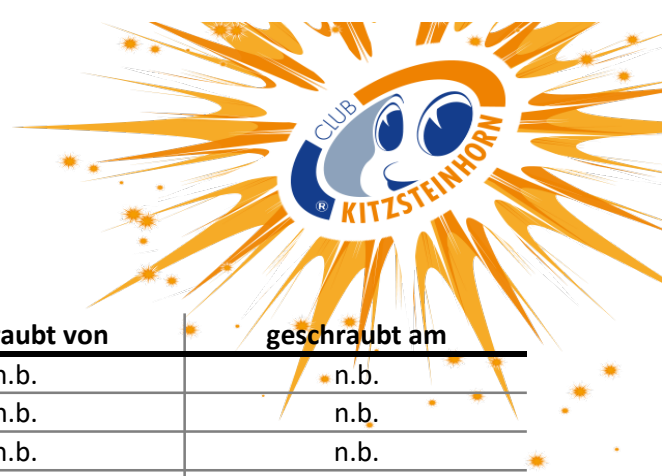 CLUB
KITZSTEINHORN
®
aubt von geschraubt am
n.b. n.b.
n.b. n.b.
n.b. n.b.